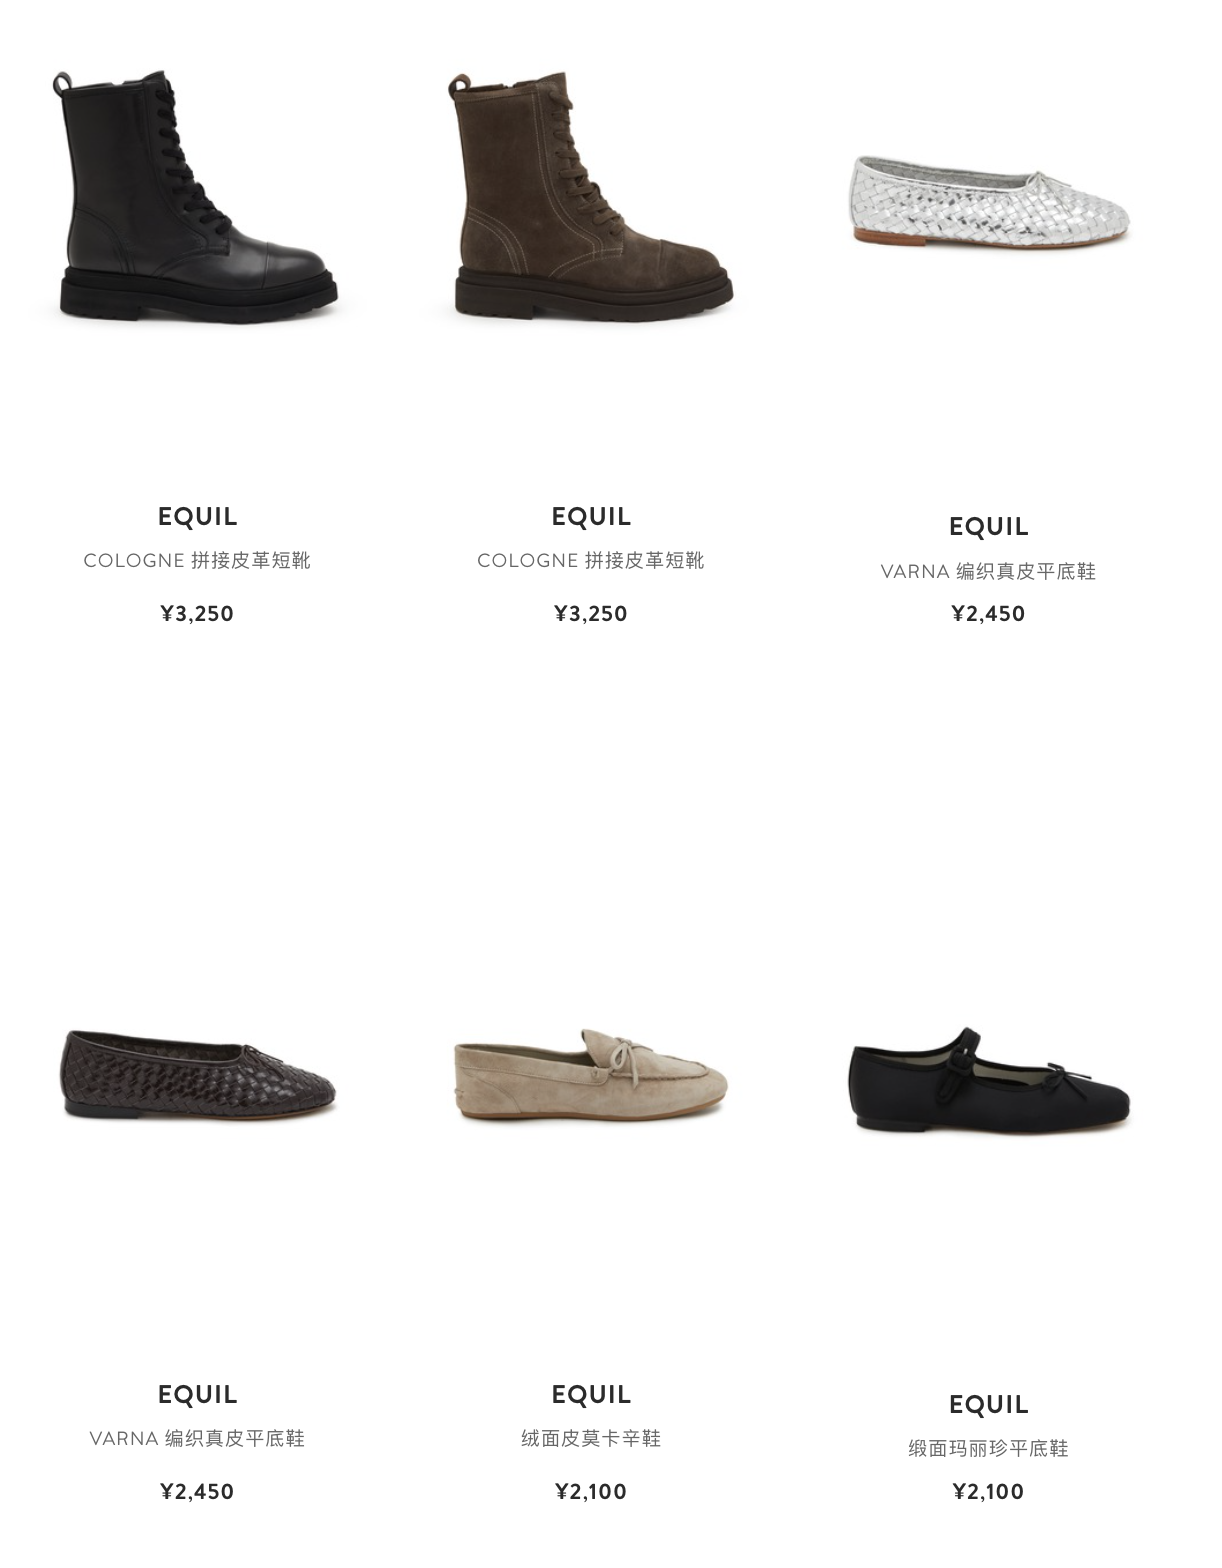 EQUIL
COLOGNE 拼接皮革短靴
¥3,250
EQUIL
COLOGNE 拼接皮革短靴
¥3,250
EQUIL
VARNA 编织真皮平底鞋
¥2,450
EQUIL
VARNA 编织真皮平底鞋
¥2,450
EQUIL
绒面皮莫卡辛鞋
¥2,100
EQUIL
缎面玛丽珍平底鞋
¥2,100